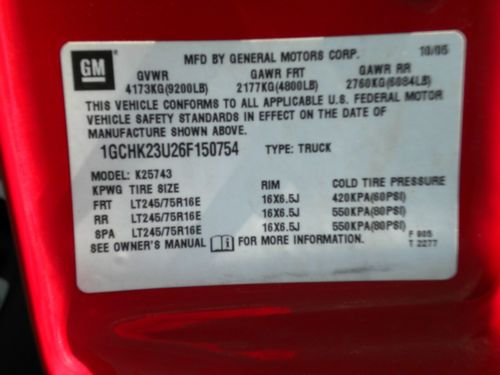 GM
MFD BY GENERAL MOTORS CORP. 10/05
GVWR GAWR FRT GAWR RR
4173KG(9200LB) 2177KG(4800LB) 2760KG(6084LB)
THIS VEHICLE CONFORMS TO ALL APPLICABLE U.S. FEDERAL MOTOR
VEHICLE SAFETY STANDARDS IN EFFECT ON THE DATE OF
MANUFACTURE SHOWN ABOVE.
1GCHK23U26F150754 TYPE: TRUCK
MODEL: K25743
KPWG TIRE SIZE RIM COLD TIRE PRESSURE
FRT LT245/75R16E 16X6.5J 420KPA(60PSI)
RR LT245/75R16E 16X6.5J 550KPA(80PSI)
SPA LT245/75R16E 16X6.5J 550KPA(80PSI)
SEE OWNER'S MANUAL FOR MORE INFORMATION. F 905
T 2277